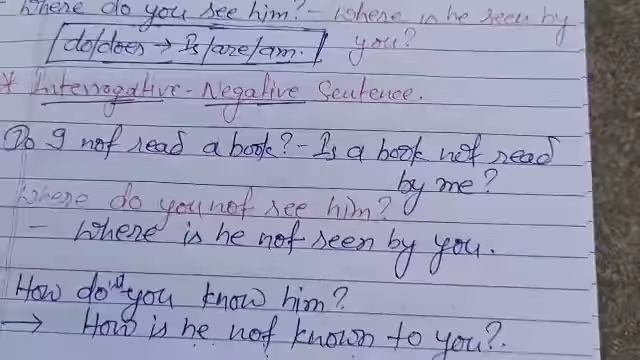 Where do you see him? - Where is he seen by
you?
do/does → Is/are/am.
* Interrogative - Negative Sentence.
Do I not read a book? - Is a book not read
by me?
Where do you not see him?
- Where is he not seen by you.
How don't you know him?
→ How is he not known to you?.